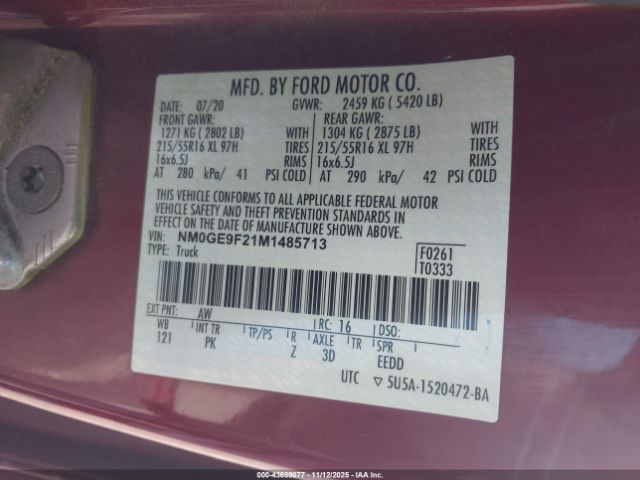 MFD. BY FORD MOTOR CO.
DATE: 07/20 GVWR: 2459 KG ( 5420 LB)
FRONT GAWR: REAR GAWR:
1271 KG ( 2802 LB) WITH 1304 KG ( 2875 LB) WITH
215/55R16 XL 97H TIRES 215/55R16 XL 97H TIRES
16x6.5J RIMS 16x6.5J RIMS
AT 280 kPa/ 41 PSI COLD AT 290 kPa/ 42 PSI COLD
THIS VEHICLE CONFORMS TO ALL APPLICABLE FEDERAL MOTOR
VEHICLE SAFETY AND THEFT PREVENTION STANDARDS IN
EFFECT ON THE DATE OF MANUFACTURE SHOWN ABOVE.
VIN: NM0GE9F21M1485713
TYPE: Truck
F0261
T0333
EXT PNT: AW RC: 16 DSO:
WB INT TR TP/PS R AXLE TR SPR
121 PK Z 3D EEDD
UTC ▽ 5U5A-1520472-BA
000-43659877 - 11/12/2025 - IAAI.COM